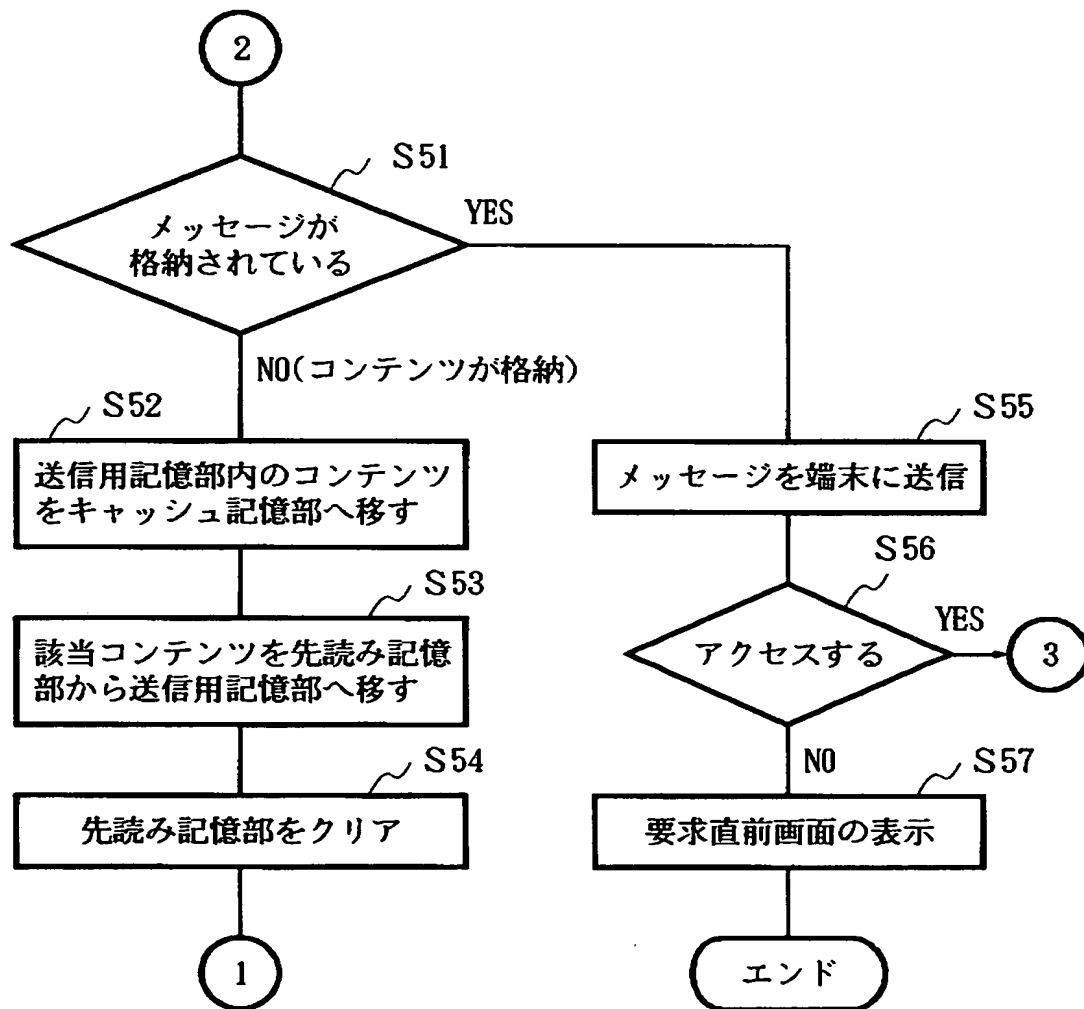 2
S51
メッセージが
格納されている
YES
NO(コンテンツが格納)
S52
送信用記憶部内のコンテンツ
をキャッシュ記憶部へ移す
S53
該当コンテンツを先読み記憶
部から送信用記憶部へ移す
S54
先読み記憶部をクリア
1
S55
メッセージを端末に送信
S56
アクセスする
YES
3
NO
S57
要求直前画面の表示
エンド